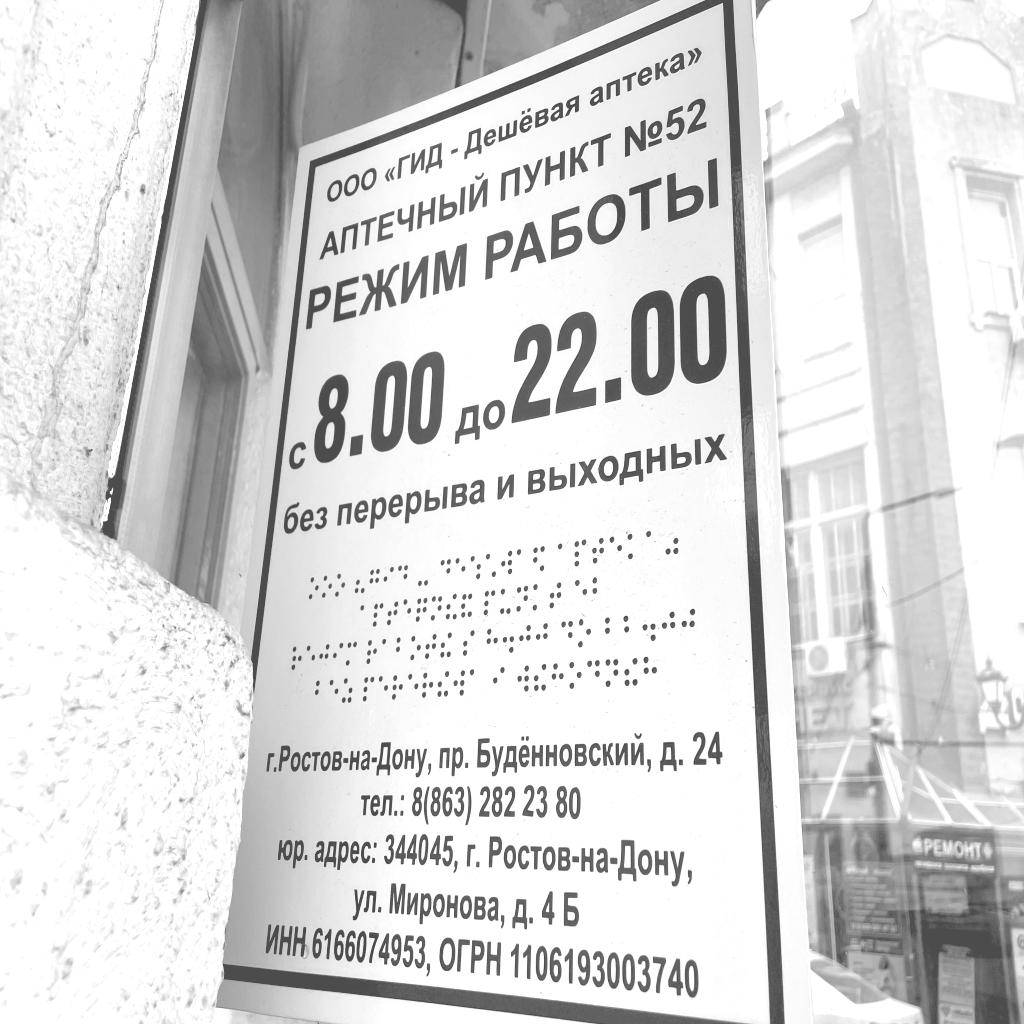 ООО «ГИД - Дешёвая аптека»
АПТЕЧНЫЙ ПУНКТ №52
РЕЖИМ РАБОТЫ
с 8.00 до 22.00
без перерыва и выходных
г.Ростов-на-Дону, пр. Будённовский, д. 24
тел.: 8(863) 282 23 80
юр. адрес: 344045, г. Ростов-на-Дону,
ул. Миронова, д. 4 Б
ИНН 6166074953, ОГРН 1106193003740
РЕМОНТ